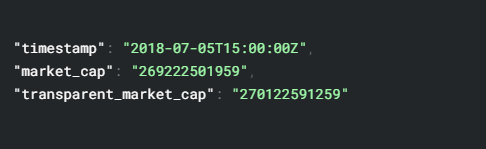 "timestamp": "2018-07-05T15:00:00Z",
"market_cap": "269222501959",
"transparent_market_cap": "270122591259"